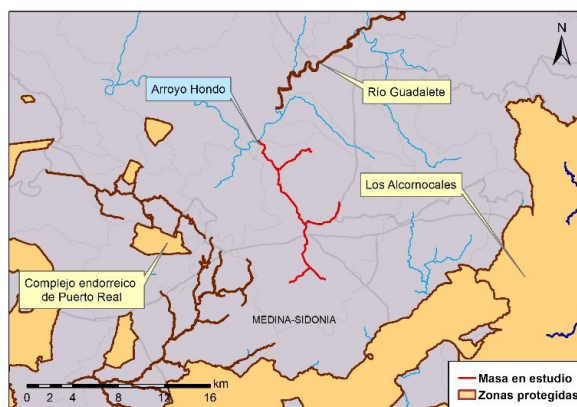 N
Arroyo Hondo
Río Guadalete
Los Alcornocales
Complejo endorreico
de Puerto Real
MEDINA-SIDONIA
km
0 4 8 12 16
Masa en estudio
Zonas protegidas